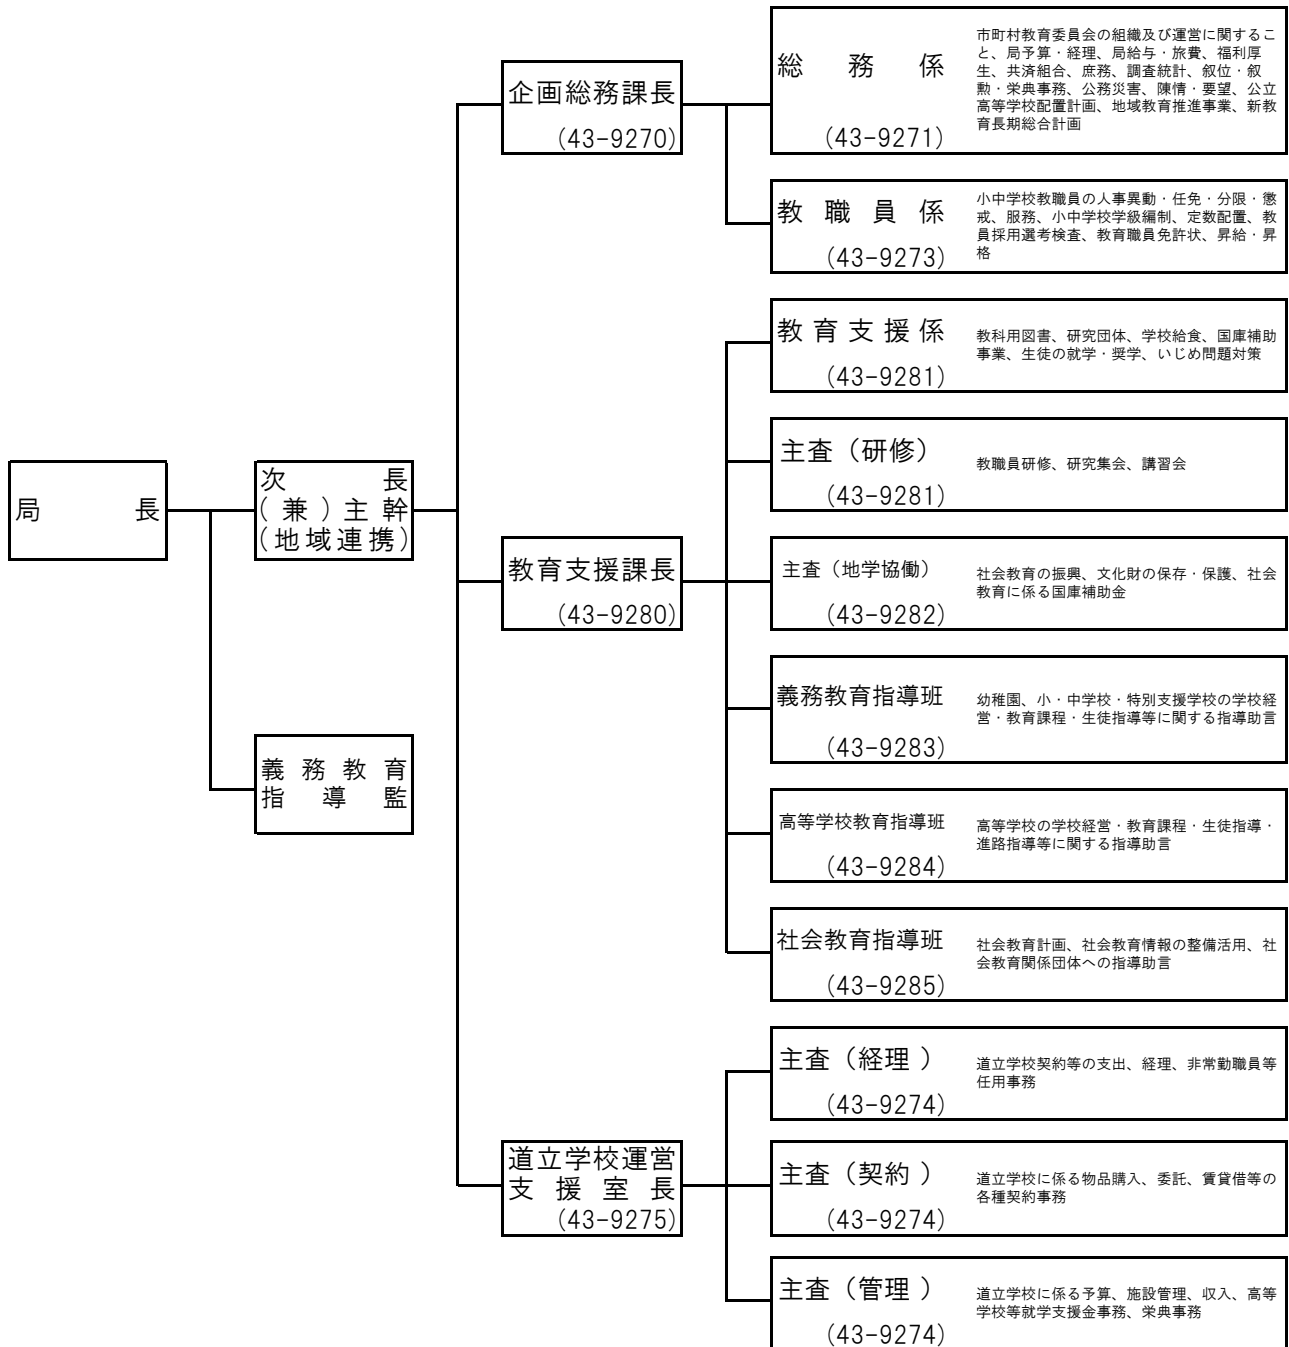 局長
次長
(兼)主幹
(地域連携)
義務教育
指導監
企画総務課長
(43-9270)
総務係
(43-9271)
市町村教育委員会の組織及び運営に関するこ
と、局予算・経理、局給与・旅費、福利厚
生、共済組合、庶務、調査統計、叙位・叙
勲・栄典事務、公務災害、陳情・要望、公立
高等学校配置計画、地域教育推進事業、新教
育長期総合計画
教職員係
(43-9273)
小中学校教職員の人事異動・任免・分限・懲
戒、服務、小中学校学級編制、定数配置、教
員採用選考検査、教育職員免許状、昇給・昇
格
教育支援課長
(43-9280)
教育支援係
(43-9281)
教科用図書、研究団体、学校給食、国庫補助
事業、生徒の就学・奨学、いじめ問題対策
主査（研修）
(43-9281)
教職員研修、研究集会、講習会
主査（地学協働）
(43-9282)
社会教育の振興、文化財の保存・保護、社会
教育に係る国庫補助金
義務教育指導班
(43-9283)
幼稚園、小・中学校・特別支援学校の学校経
営・教育課程・生徒指導等に関する指導助言
高等学校教育指導班
(43-9284)
高等学校の学校経営・教育課程・生徒指導・
進路指導等に関する指導助言
社会教育指導班
(43-9285)
社会教育計画、社会教育情報の整備活用、社
会教育関係団体への指導助言
道立学校運営
支援室長
(43-9275)
主査（経理）
(43-9274)
道立学校契約等の支出、経理、非常勤職員等
任用事務
主査（契約）
(43-9274)
道立学校に係る物品購入、委託、賃貸借等の
各種契約事務
主査（管理）
(43-9274)
道立学校に係る予算、施設管理、収入、高等
学校等就学支援金事務、栄典事務